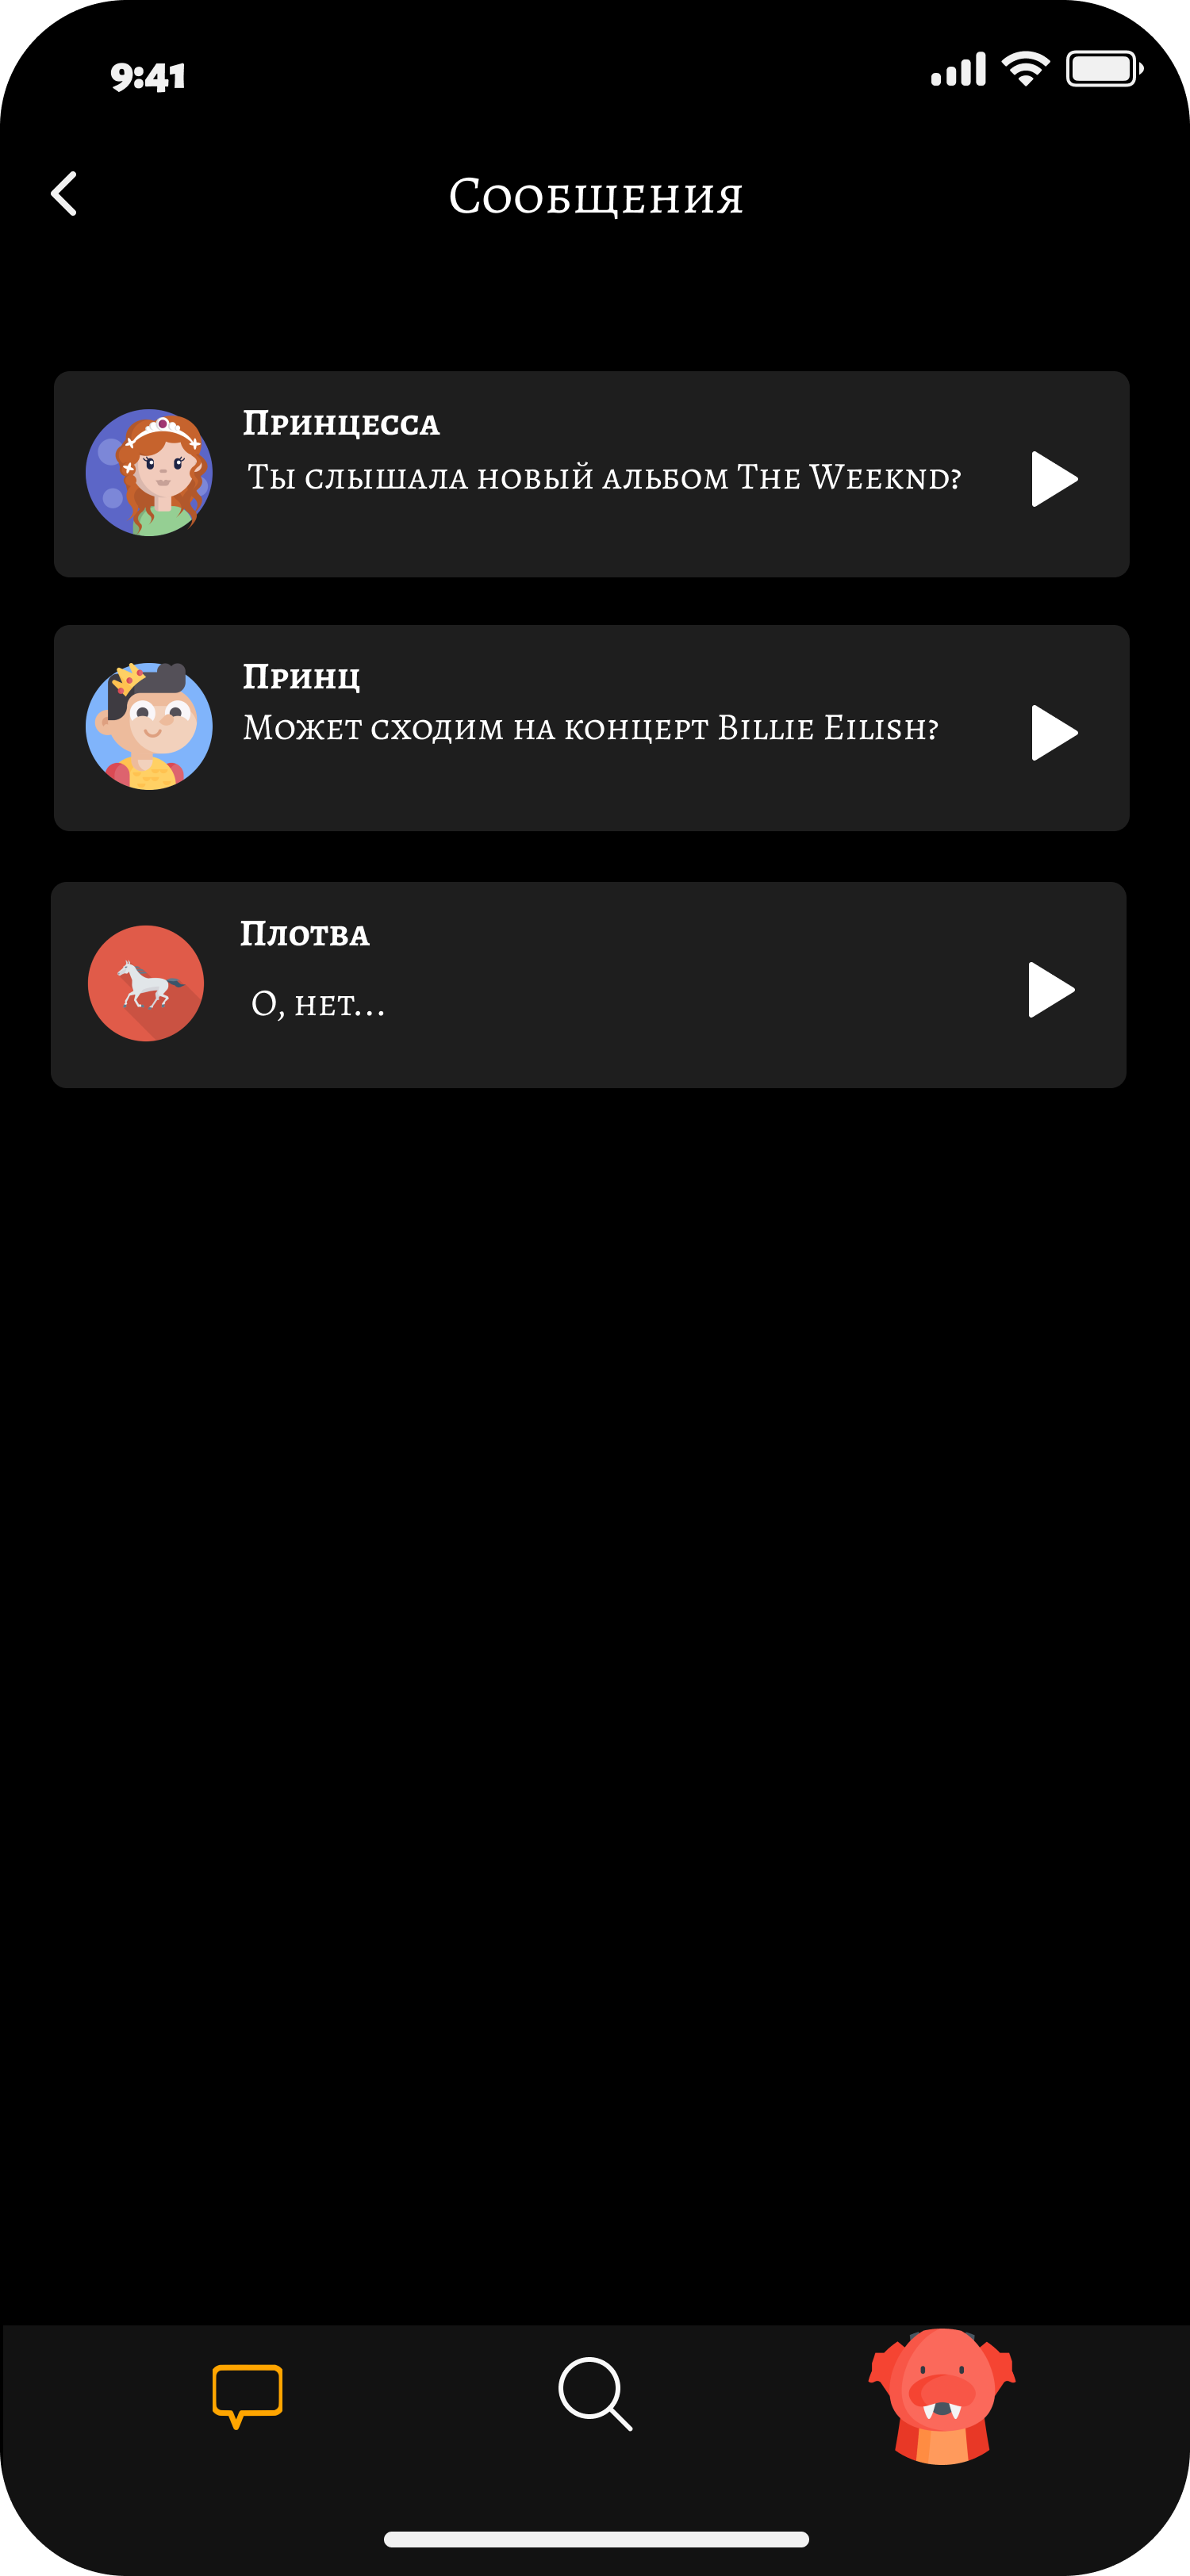 9:41
Сообщения
Принцесса
Ты слышала новый альбом The Weeknd?
Принц
Может сходим на концерт Billie Eilish?
Плотва
О, нет...